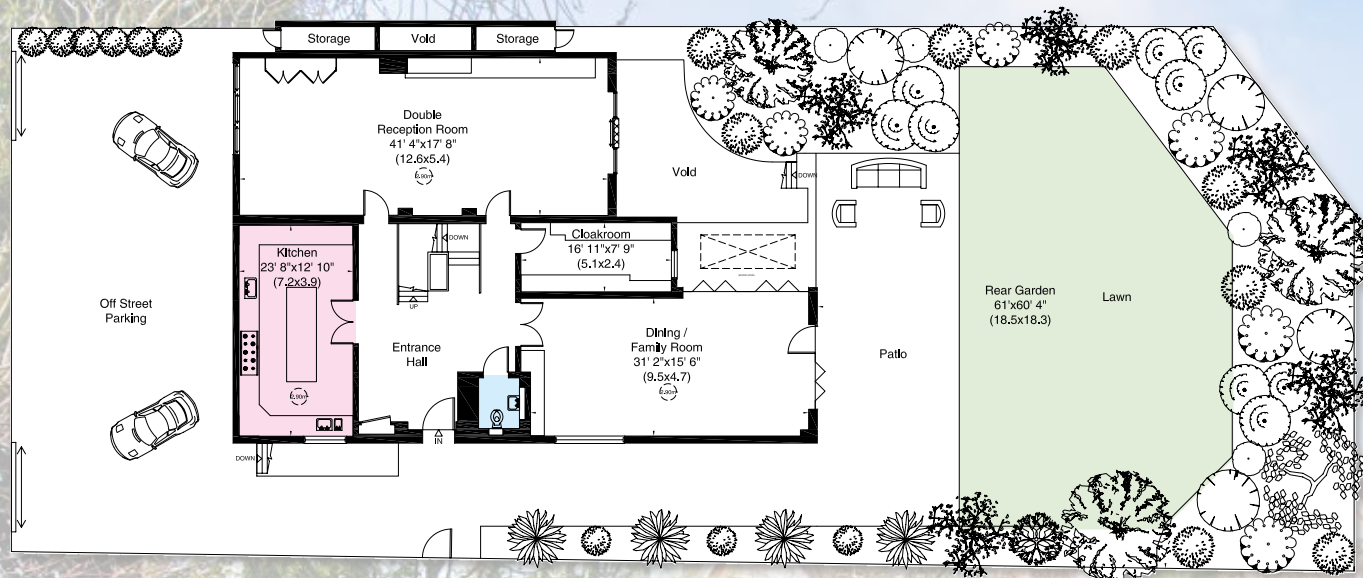 Storage
Void
Storage
Double
Reception Room
41' 4"x17' 8"
(12.6x5.4)
Void
DOWN
Kitchen
23' 8"x12' 10"
(7.2x3.9)
2.90m
DOWN
UP
Cloakroom
16' 11"x7' 9"
(5.1x2.4)
Off Street
Parking
Entrance
Hall
Dining /
Family Room
31' 2"x15' 6"
(9.5x4.7)
Patio
Rear Garden
61'x60' 4"
(18.5x18.3)
Lawn
IN
DOWN